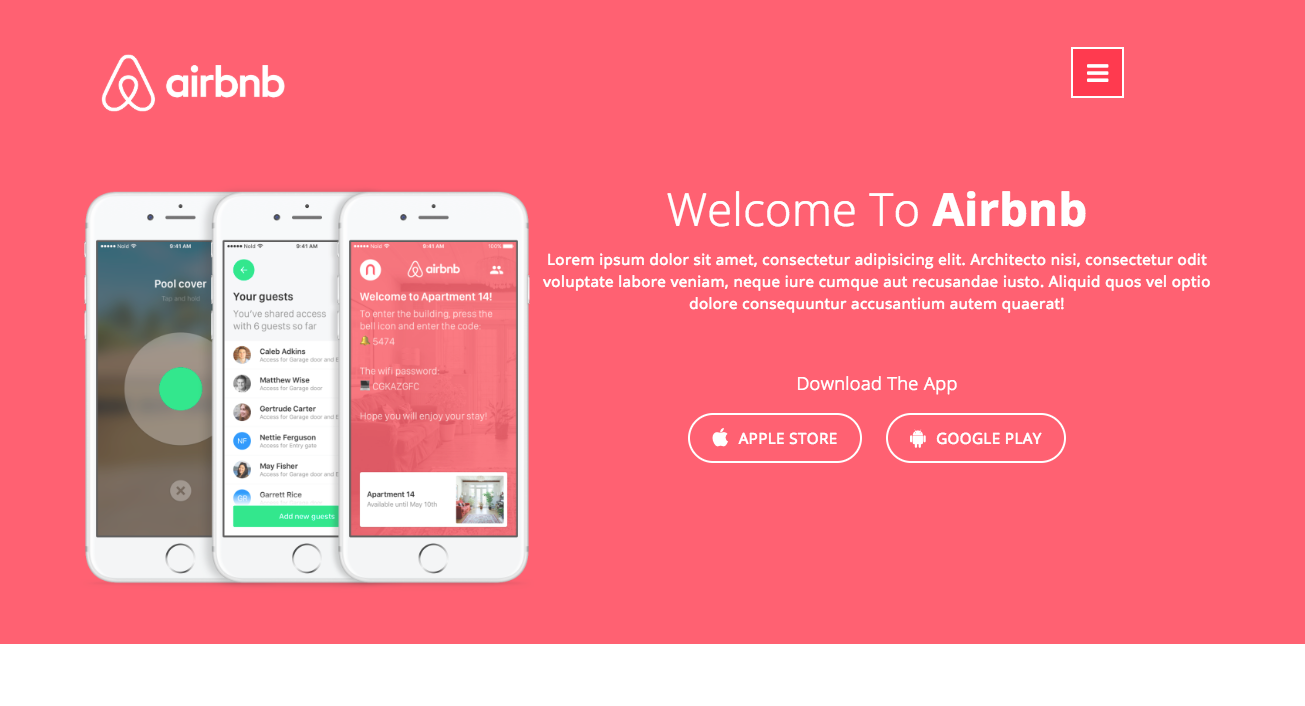 airbnb
Welcome To Airbnb
Lorem ipsum dolor sit amet, consectetur adipisicing elit. Architecto nisi, consectetur odit
voluptate labore veniam, neque iure cumque aut recusandae iusto. Aliquid quos vel optio
dolore consequuntur accusantium autem quaerat!
Download The App
APPLE STORE
GOOGLE PLAY
Nold
9:41 AM
Pool cover
Tap and hold
Nold
9:41 AM
Your guests
You've shared access
with 6 guests so far
Caleb Adkins
Access for Garage door and E
Matthew Wise
Access for Garage door
Gertrude Carter
Access for Garage door and E
NF
Nettie Ferguson
Access for Entry gate
May Fisher
Access for Garage door and E
GR
Garrett Rice
Add new guests
Nold
9:41 AM
100%
airbnb
Welcome to Apartment 14!
To enter the building, press the
bell icon and enter the code:
5474
The wifi password:
CGKAZGFC
Hope you will enjoy your stay!
Apartment 14
Available until May 10th